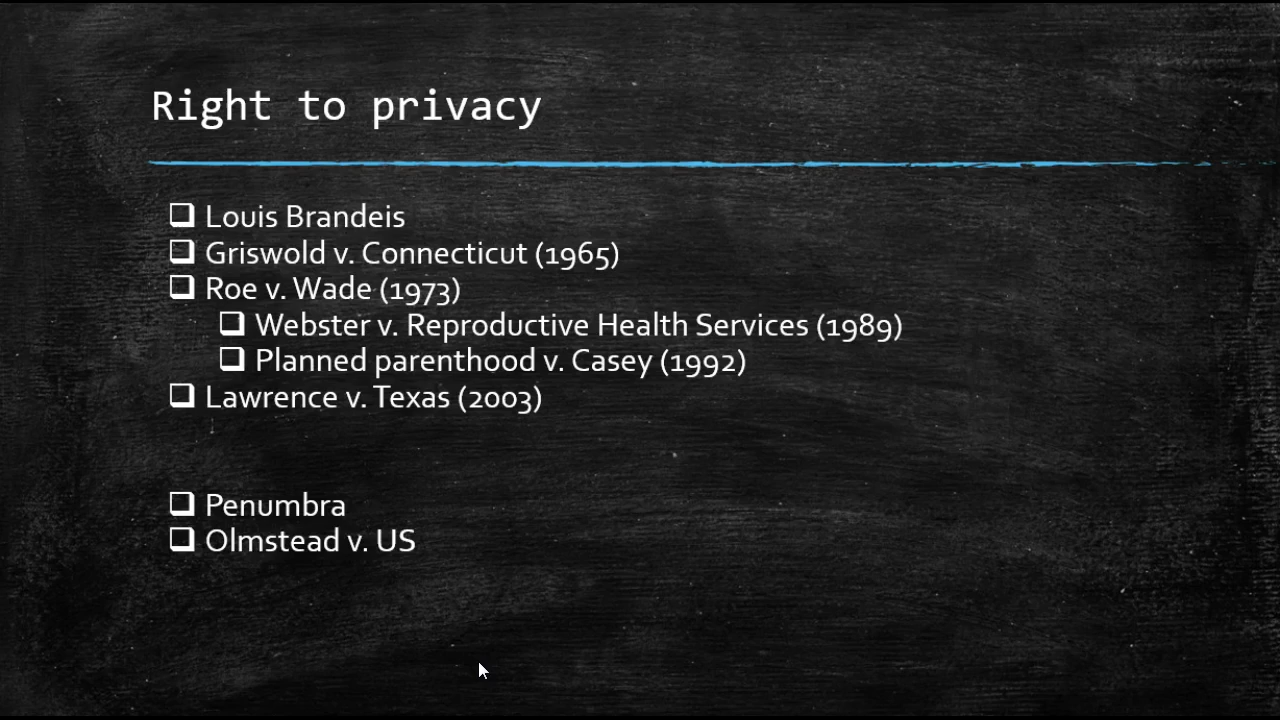 Right to privacy
Louis Brandeis
Griswold v. Connecticut (1965)
Roe v. Wade (1973)
Webster v. Reproductive Health Services (1989)
Planned parenthood v. Casey (1992)
Lawrence v. Texas (2003)
Penumbra
Olmstead v. US